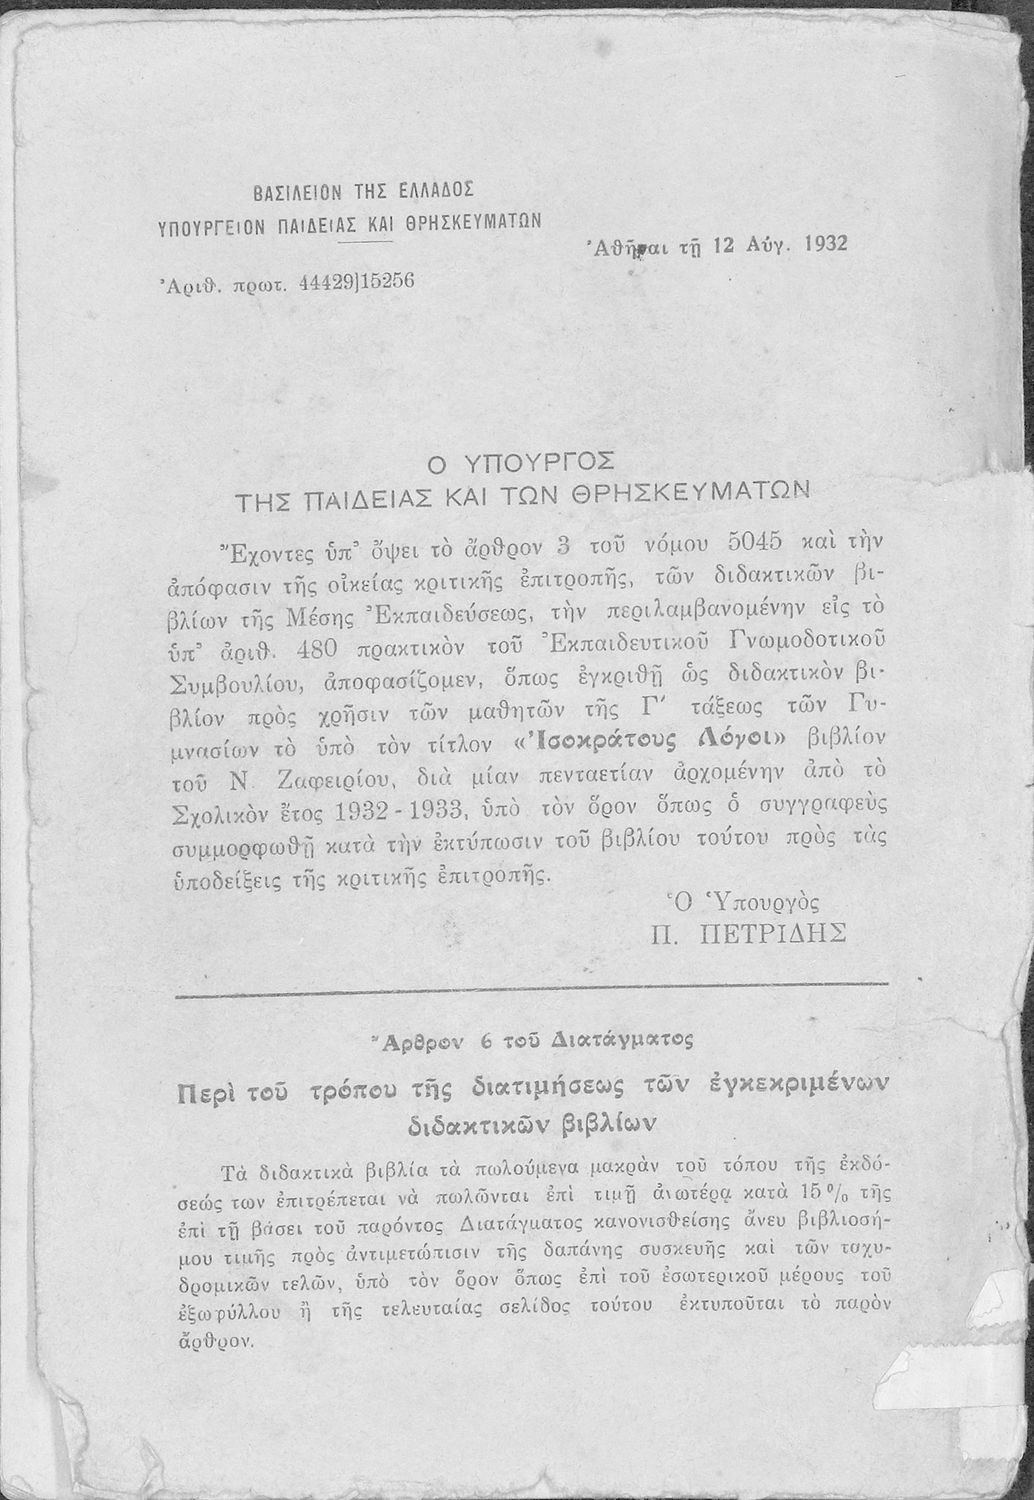 ΒΑΣΙΛΕΙΟΝ ΤΗΣ ΕΛΛΑΔΟΣ
ΥΠΟΥΡΓΕΙΟΝ ΠΑΙΔΕΙΑΣ ΚΑΙ ΘΡΗΣΚΕΥΜΑΤΩΝ
Ἀθῆναι τῇ 12 Αὐγ. 1932
Ἀριθ. πρωτ. 44429]15256
Ο ΥΠΟΥΡΓΟΣ
ΤΗΣ ΠΑΙΔΕΙΑΣ ΚΑΙ ΤΩΝ ΘΡΗΣΚΕΥΜΑΤΩΝ
Ἔχοντες ὑπ' ὄψει τὸ ἄρθρον 3 τοῦ νόμου 5045 καὶ τὴν
ἀπόφασιν τῆς οἰκείας κριτικῆς ἐπιτροπῆς, τῶν διδακτικῶν βι-
βλίων τῆς Μέσης Ἐκπαιδεύσεως, τὴν περιλαμβανομένην εἰς τὸ
ὑπ' ἀριθ. 480 πρακτικὸν τοῦ Ἐκπαιδευτικοῦ Γνωμοδοτικοῦ
Συμβουλίου, ἀποφασίζομεν, ὅπως ἐγκριθῇ ὡς διδακτικὸν βι-
βλίον πρὸς χρῆσιν τῶν μαθητῶν τῆς Γ' τάξεως τῶν Γυ-
μνασίων τὸ ὑπὸ τὸν τίτλον «Ἰσοκράτους Λόγοι» βιβλίον
τοῦ Ν. Ζαφειρίου, διὰ μίαν πενταετίαν ἀρχομένην ἀπὸ τὸ
Σχολικὸν ἔτος 1932 - 1933, ὑπὸ τὸν ὅρον ὅπως ὁ συγγραφεὺς
συμμορφωθῇ κατὰ τὴν ἐκτύπωσιν τοῦ βιβλίου τούτου πρὸς τὰς
ὑποδείξεις τῆς κριτικῆς ἐπιτροπῆς.
Ὁ Ὑπουργὸς
Π. ΠΕΤΡΙΔΗΣ
Ἄρθρον 6 τοῦ Διατάγματος
Περὶ τοῦ τρόπου τῆς διατιμήσεως τῶν ἐγκεκριμένων
διδακτικῶν βιβλίων
Τὰ διδακτικὰ βιβλία τὰ πωλούμενα μακρὰν τοῦ τόπου τῆς ἐκδό-
σεώς των ἐπιτρέπεται νὰ πωλῶνται ἐπὶ τιμῇ ἀνωτέρᾳ κατὰ 15 % τῆς
ἐπὶ τῇ βάσει τοῦ παρόντος Διατάγματος κανονισθείσης ἄνευ βιβλιοσή-
μου τιμῆς πρὸς ἀντιμετώπισιν τῆς δαπάνης συσκευῆς καὶ τῶν ταχυ-
δρομικῶν τελῶν, ὑπὸ τὸν ὅρον ὅπως ἐπὶ τοῦ ἐσωτερικοῦ μέρους τοῦ
ἐξωφύλλου ἢ τῆς τελευταίας σελίδος τούτου ἐκτυποῦται τὸ παρὸν
ἄρθρον.